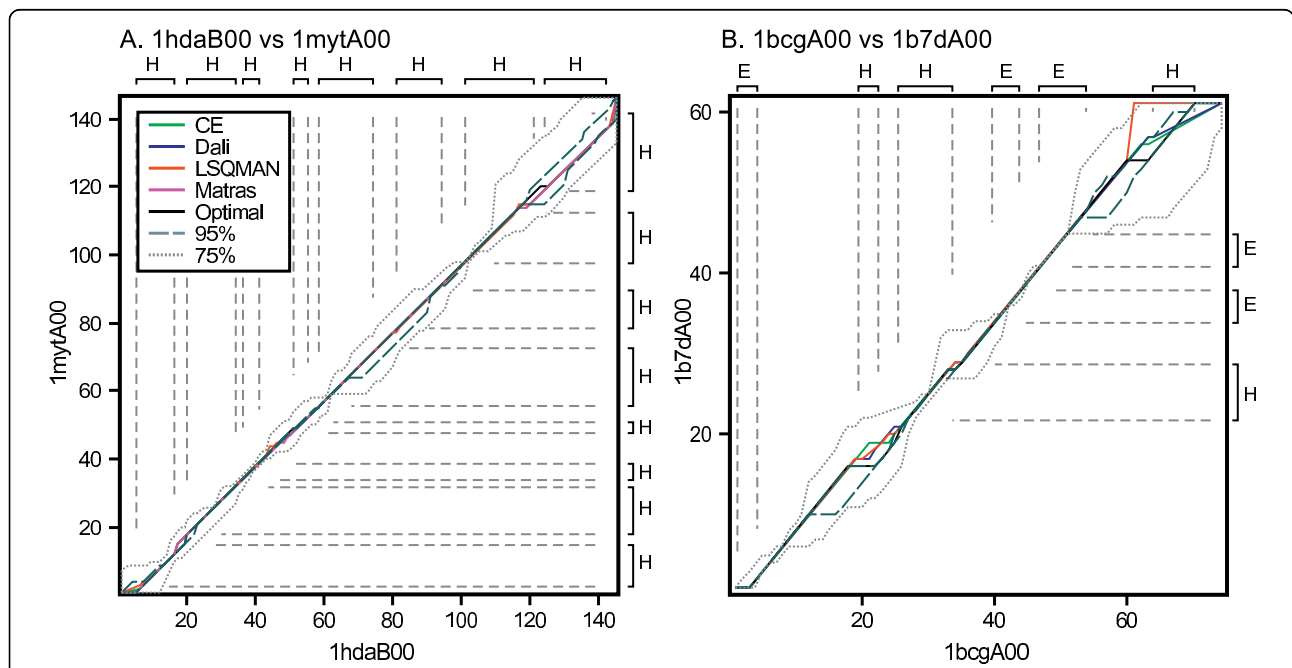 A. 1hdaB00 vs 1mytA00
H H H H H H H H
CE
Dali
LSQMAN
Matras
Optimal
95%
75%
140
120
100
80
60
40
20
1mytA00
H
H
H
H
H
H
H
H
20 40 60 80 100 120 140
1hdaB00
B. 1bcgA00 vs 1b7dA00
E H H E E H
60
40
20
1b7dA00
E
E
H
20 40 60
1bcgA00